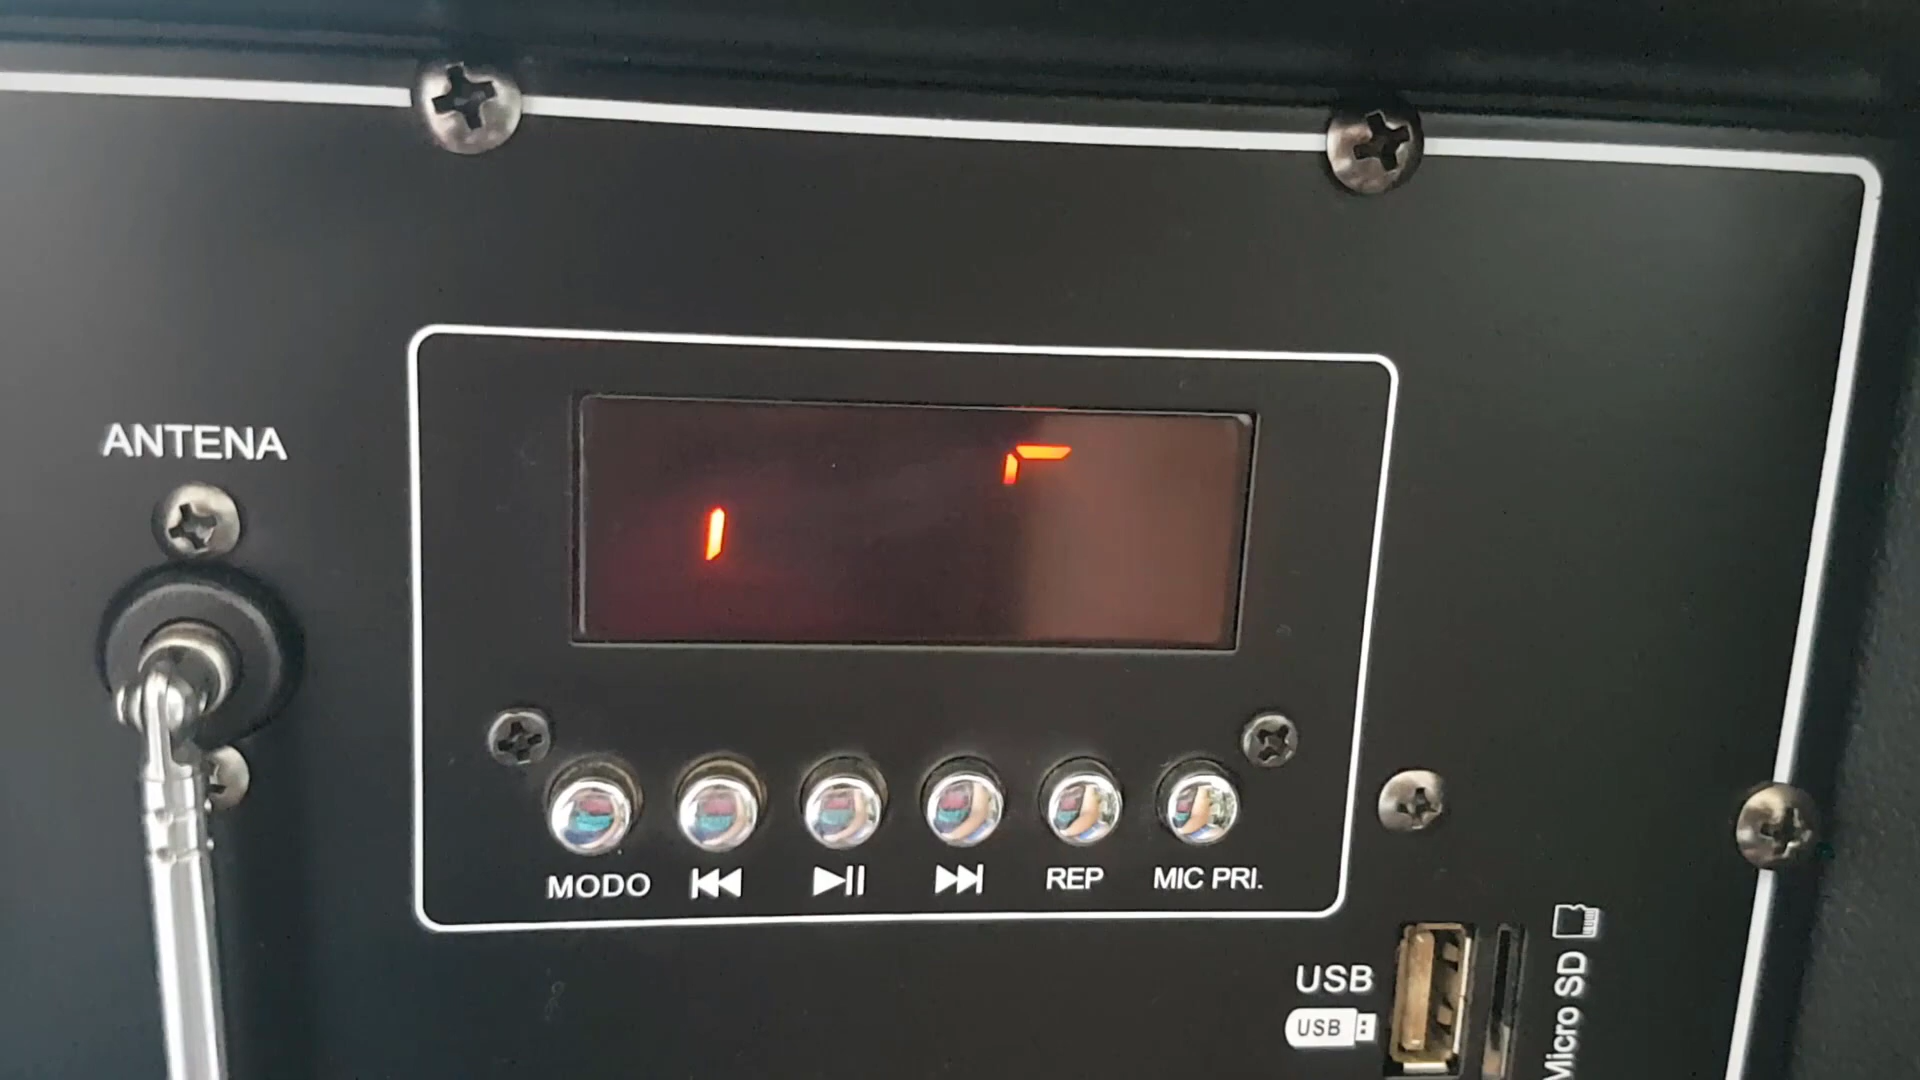 ANTENA
MODO
REP
MIC PRI.
USB
USB
Micro SD